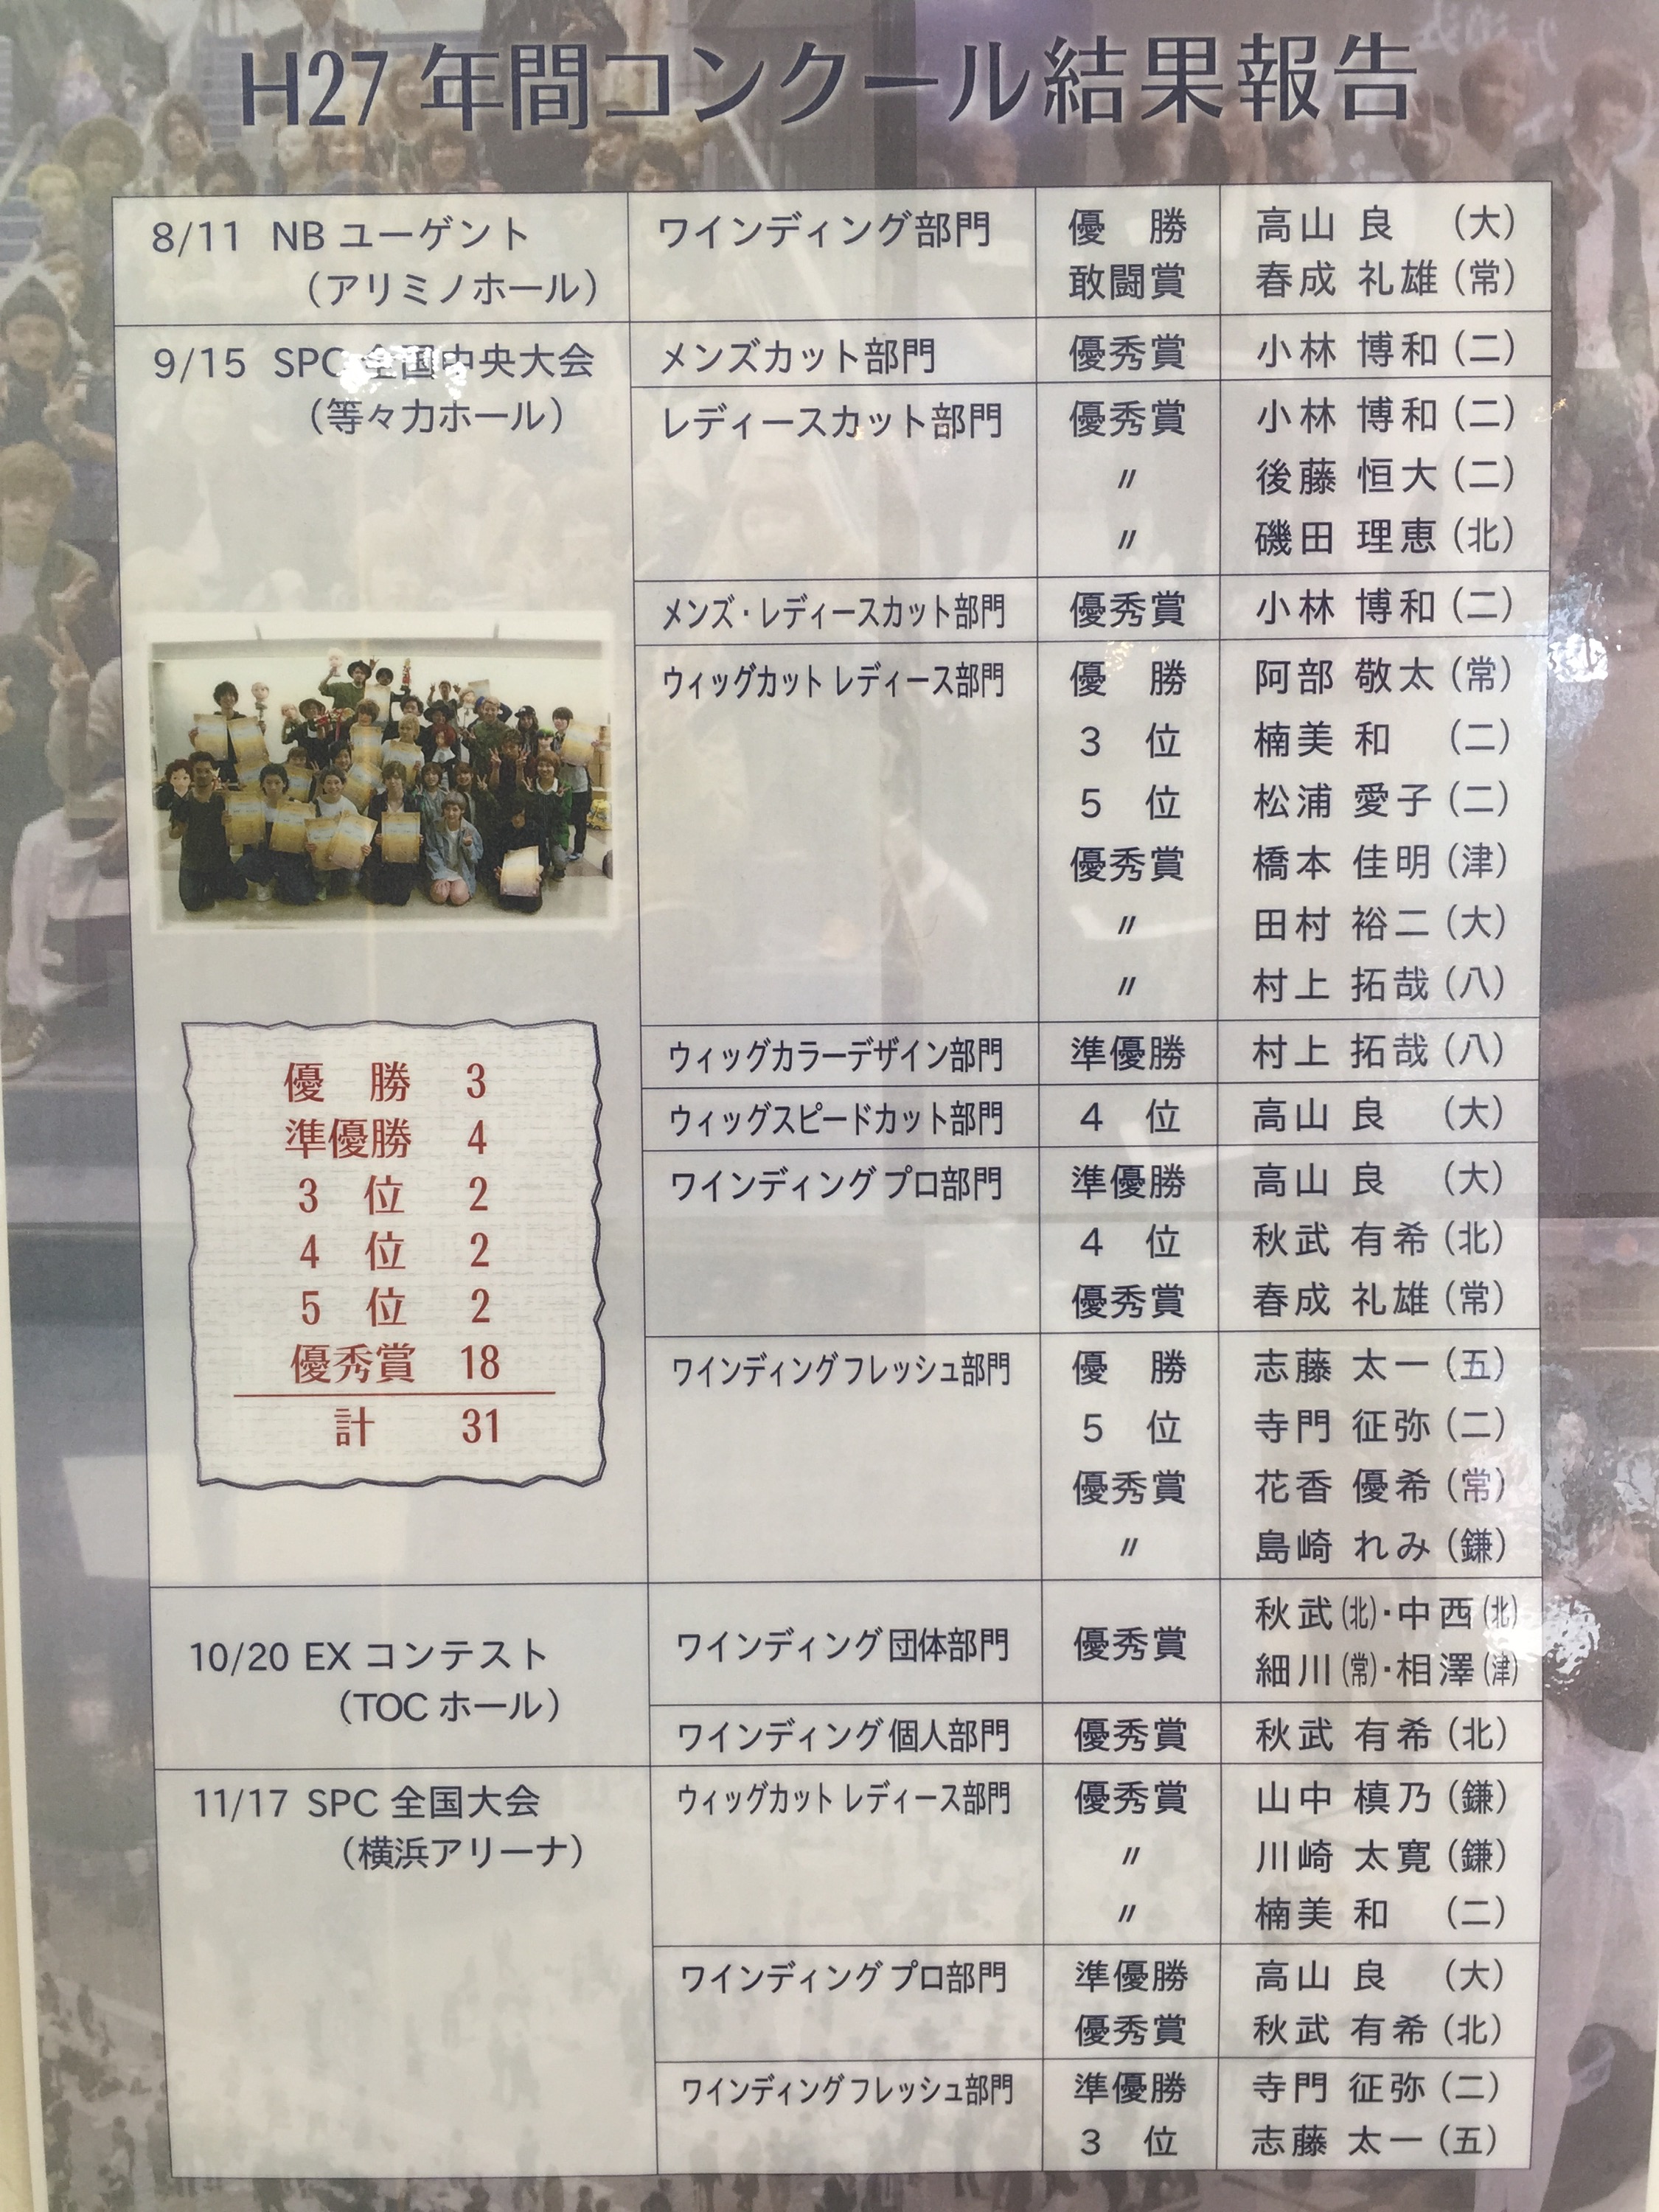 H27 年間コンクール結果報告
8/11 NB ユーゲント
（アリミノホール）
ワインディング部門
優　勝 高山 良 （大）
敢闘賞 春成 礼雄（常）
9/15 SPC 全国中央大会
（等々力ホール）
メンズカット部門 優秀賞 小林 博和（二）
レディースカット部門 優秀賞 小林 博和（二）
〃 後藤 恒大（二）
〃 磯田 理恵（北）
メンズ・レディースカット部門 優秀賞 小林 博和（二）
ウィッグカット レディース部門 優　勝 阿部 敬太（常）
3　位 楠美 和 （二）
5　位 松浦 愛子（二）
優秀賞 橋本 佳明（津）
〃 田村 裕二（大）
〃 村上 拓哉（八）
ウィッグカラーデザイン部門 準優勝 村上 拓哉（八）
ウィッグスピードカット部門 4　位 高山 良 （大）
ワインディング プロ部門 準優勝 高山 良 （大）
4　位 秋武 有希（北）
優秀賞 春成 礼雄（常）
ワインディング フレッシュ部門 優　勝 志藤 太一（五）
5　位 寺門 征弥（二）
優秀賞 花香 優希（常）
〃 島崎 れみ（鎌）
優　勝 3
準優勝 4
3　位 2
4　位 2
5　位 2
優秀賞 18
計 31
10/20 EX コンテスト
（TOC ホール）
ワインディング 団体部門 優秀賞 秋武（北）・中西（北）
細川（常）・相澤（津）
ワインディング 個人部門 優秀賞 秋武 有希（北）
11/17 SPC 全国大会
（横浜アリーナ）
ウィッグカット レディース部門 優秀賞 山中 槙乃（鎌）
〃 川崎 太寛（鎌）
〃 楠美 和 （二）
ワインディング プロ部門 準優勝 高山 良 （大）
優秀賞 秋武 有希（北）
ワインディング フレッシュ部門 準優勝 寺門 征弥（二）
3　位 志藤 太一（五）